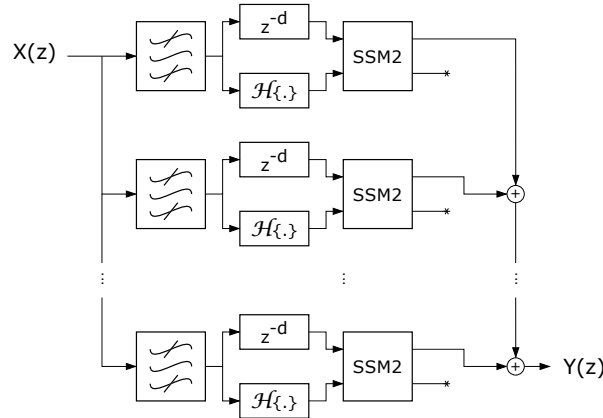 X(z)
z-d
ℋ{.}
SSM2
z-d
ℋ{.}
SSM2
+
...
...
...
z-d
ℋ{.}
SSM2
+
Y(z)